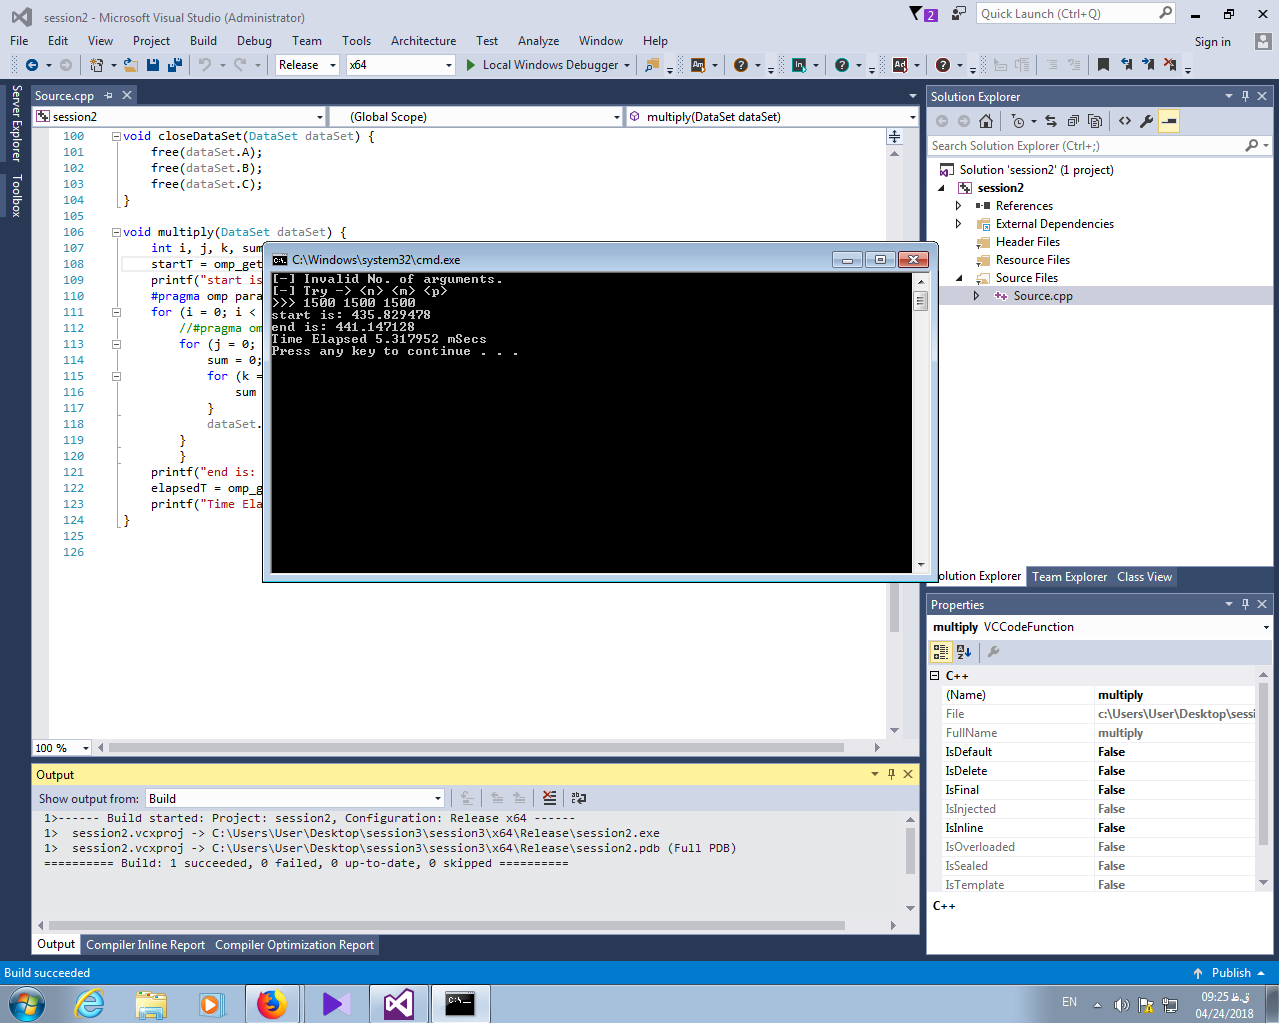 session2 - Microsoft Visual Studio (Administrator)
2
Quick Launch (Ctrl+Q)
File Edit View Project Build Debug Team Tools Architecture Test Analyze Window Help
Sign in
Release x64 Local Windows Debugger
Server Explorer
Toolbox
Source.cpp
session2 (Global Scope) multiply(DataSet dataSet)
100 void closeDataSet(DataSet dataSet) {
101 free(dataSet.A);
102 free(dataSet.B);
103 free(dataSet.C);
104 }
105
106 void multiply(DataSet dataSet) {
107 int i, j, k, sum
108 startT = omp_get
109 printf("start is
110 #pragma omp para
111 for (i = 0; i <
112 //#pragma om
113 for (j = 0;
114 sum = 0;
115 for (k =
116 sum
117 }
118 dataSet.
119 }
120 }
121 printf("end is:
122 elapsedT = omp_g
123 printf("Time Ela
124 }
125
126
100 %
C:\Windows\system32\cmd.exe
[-] Invalid No. of arguments.
[-] Try -> <n> <m> <p>
>>> 1500 1500 1500
start is: 435.829478
end is: 441.147128
Time Elapsed 5.317952 mSecs
Press any key to continue . . .
Solution Explorer
Search Solution Explorer (Ctrl+;)
Solution 'session2' (1 project)
session2
References
External Dependencies
Header Files
Resource Files
Source Files
Source.cpp
olution Explorer Team Explorer Class View
Properties
multiply VCCodeFunction
C++
(Name) multiply
File c:\Users\User\Desktop\sessi
FullName multiply
IsDefault False
IsDelete False
IsFinal False
IsInjected False
IsInline False
IsOverloaded False
IsSealed False
IsTemplate False
C++
Output
Show output from: Build
1>------ Build started: Project: session2, Configuration: Release x64 ------
1> session2.vcxproj -> C:\Users\User\Desktop\session3\session3\x64\Release\session2.exe
1> session2.vcxproj -> C:\Users\User\Desktop\session3\session3\x64\Release\session2.pdb (Full PDB)
========== Build: 1 succeeded, 0 failed, 0 up-to-date, 0 skipped ==========
Output Compiler Inline Report Compiler Optimization Report
Build succeeded
Publish
EN
09:25 ق.ظ
04/24/2018